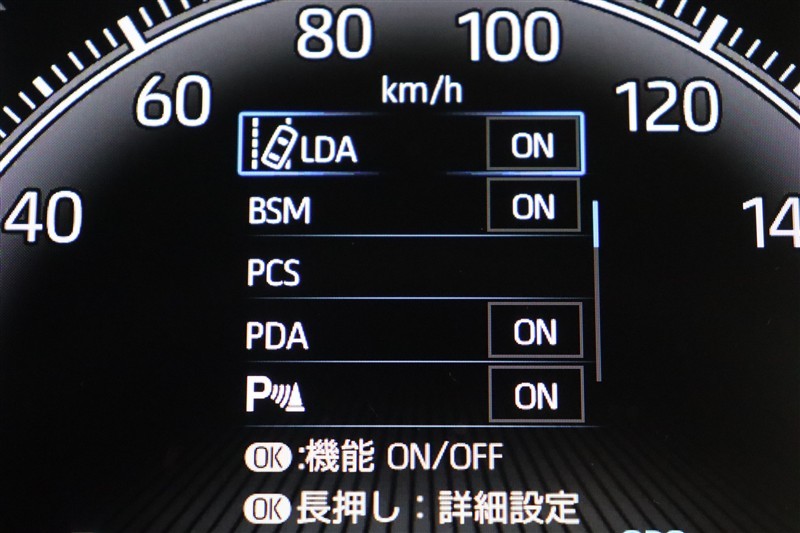 80 100
60 km/h 120
LDA ON
40 BSM ON 14
PCS
PDA ON
P ON
OK:機能 ON/OFF
OK長押し:詳細設定